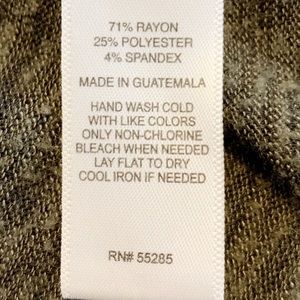 71% RAYON
25% POLYESTER
4% SPANDEX
MADE IN GUATEMALA
HAND WASH COLD
WITH LIKE COLORS
ONLY NON-CHLORINE
BLEACH WHEN NEEDED
LAY FLAT TO DRY
COOL IRON IF NEEDED
RN# 55285